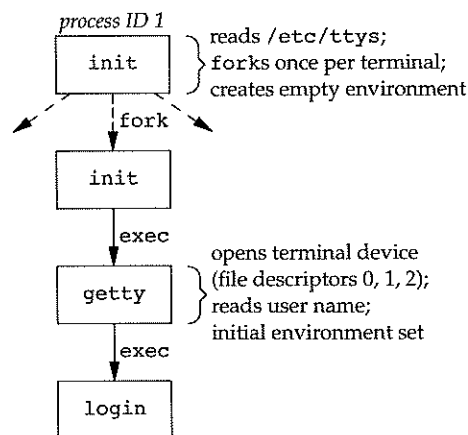 process ID 1
init
reads /etc/ttys;
forks once per terminal;
creates empty environment
fork
init
exec
getty
opens terminal device
(file descriptors 0, 1, 2);
reads user name;
initial environment set
exec
login